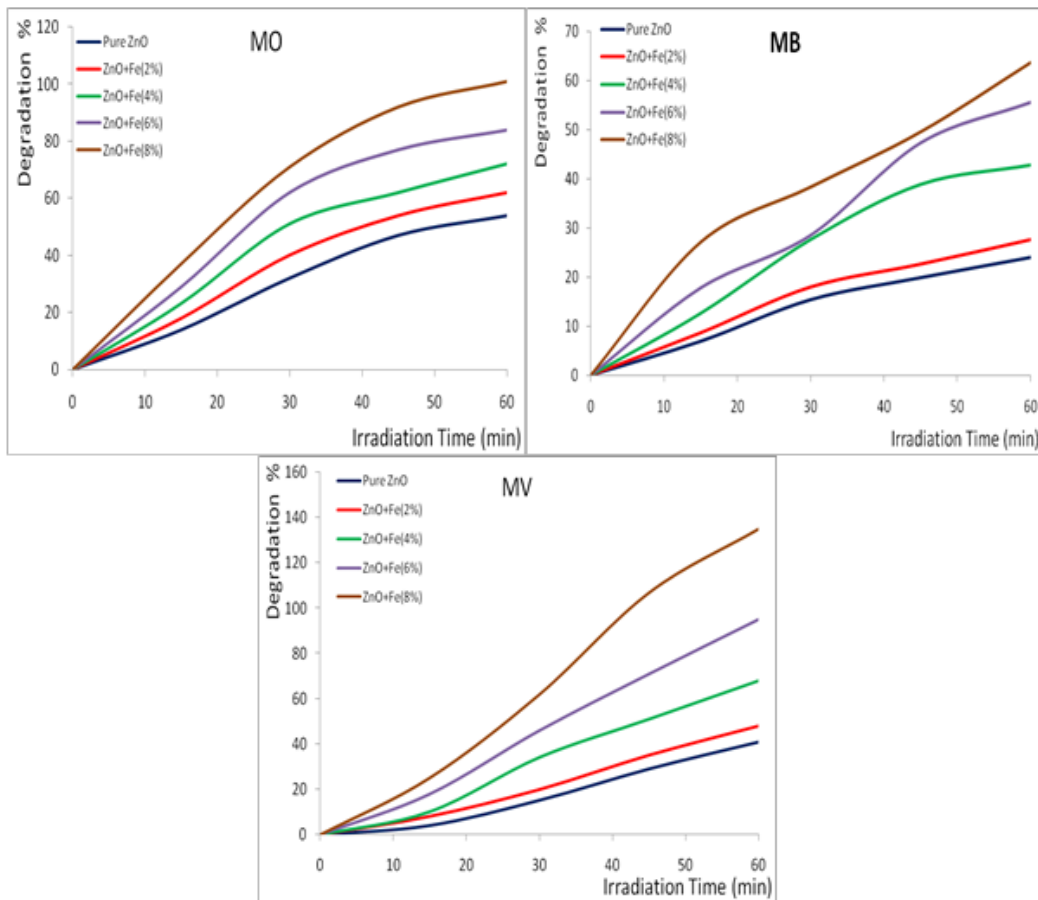 MO
Degradation %
120
100
80
60
40
20
0
Pure ZnO
ZnO+Fe(2%)
ZnO+Fe(4%)
ZnO+Fe(6%)
ZnO+Fe(8%)
0 10 20 30 40 50 60
Irradiation Time (min)
MB
Degradation %
70
60
50
40
30
20
10
0
Pure ZnO
ZnO+Fe(2%)
ZnO+Fe(4%)
ZnO+Fe(6%)
ZnO+Fe(8%)
0 10 20 30 40 50 60
Irradiation Time (min)
MV
Degradation %
160
140
120
100
80
60
40
20
0
Pure ZnO
ZnO+Fe(2%)
ZnO+Fe(4%)
ZnO+Fe(6%)
ZnO+Fe(8%)
0 10 20 30 40 50 60
Irradiation Time (min)